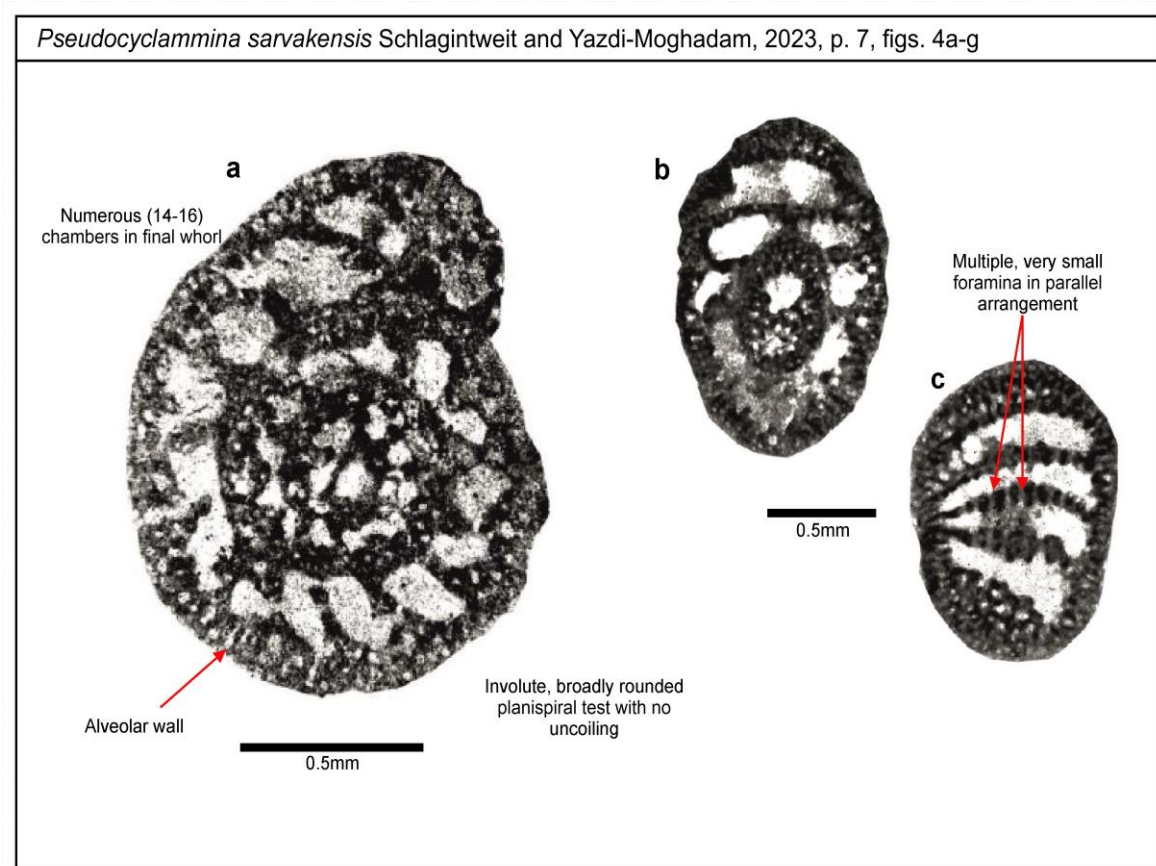 Pseudocyclammina sarvakensis Schlagintweit and Yazdi-Moghadam, 2023, p. 7, figs. 4a-g
a
Numerous (14-16)
chambers in final whorl
b
Multiple, very small
foramina in parallel
arrangement
c
0.5mm
Alveolar wall
Involute, broadly rounded
planispiral test with no
uncoiling
0.5mm